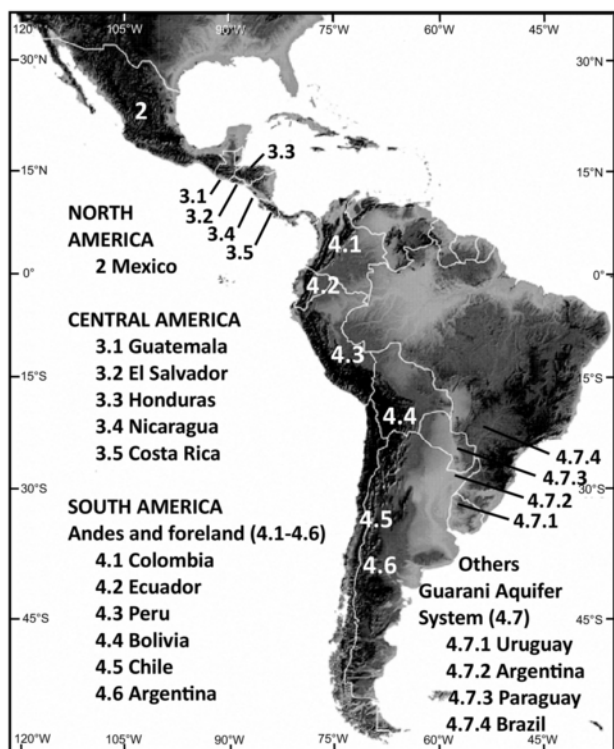 120°
105°W
75°W
60°W
45°W
30°N
30°N
2
15°N
3.3
15°N
3.1
3.2
3.4
3.5
NORTH
AMERICA
2 Mexico
4.1
0°
4.2
0°
CENTRAL AMERICA
3.1 Guatemala
3.2 El Salvador
3.3 Honduras
3.4 Nicaragua
3.5 Costa Rica
4.3
15°S
15°S
4.4
4.7.4
4.7.3
4.7.2
4.7.1
30°S
30°S
SOUTH AMERICA
Andes and foreland (4.1-4.6)
4.1 Colombia
4.2 Ecuador
4.3 Peru
4.4 Bolivia
4.5 Chile
4.6 Argentina
4.5
4.6
Others
Guarani Aquifer
System (4.7)
4.7.1 Uruguay
4.7.2 Argentina
4.7.3 Paraguay
4.7.4 Brazil
45°S
45°S
120°W
105°W
90°W
75°W
60°W
45°W